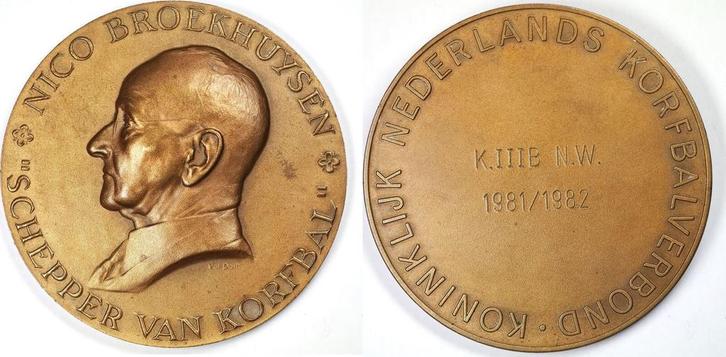 NICO BROEKHUYSEN
"SCHEPPER VAN KORFBAL"
KONINKLIJK NEDERLANDS KORFBALVERBOND ·
K.IIIB N.W.
1981/1982